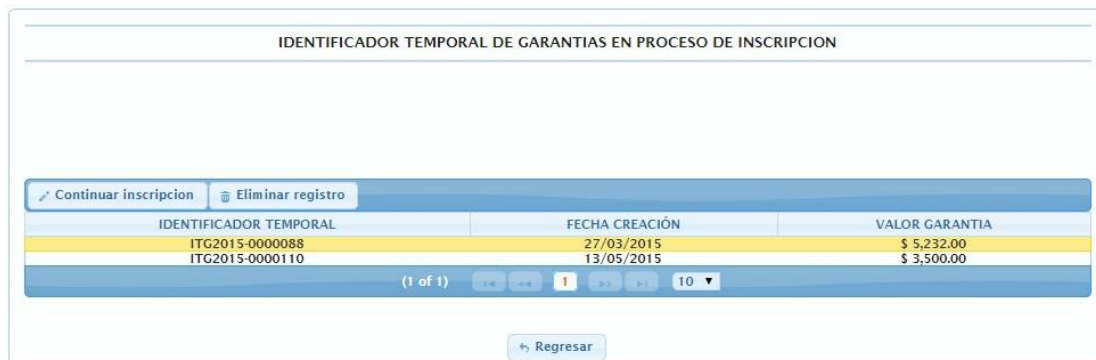 IDENTIFICADOR TEMPORAL DE GARANTIAS EN PROCESO DE INSCRIPCION
Continuar inscripcion Eliminar registro
IDENTIFICADOR TEMPORAL FECHA CREACIÓN VALOR GARANTIA
ITG2015-0000088 27/03/2015 $ 5,232.00
ITG2015-0000110 13/05/2015 $ 3,500.00
(1 of 1) 1 10
Regresar